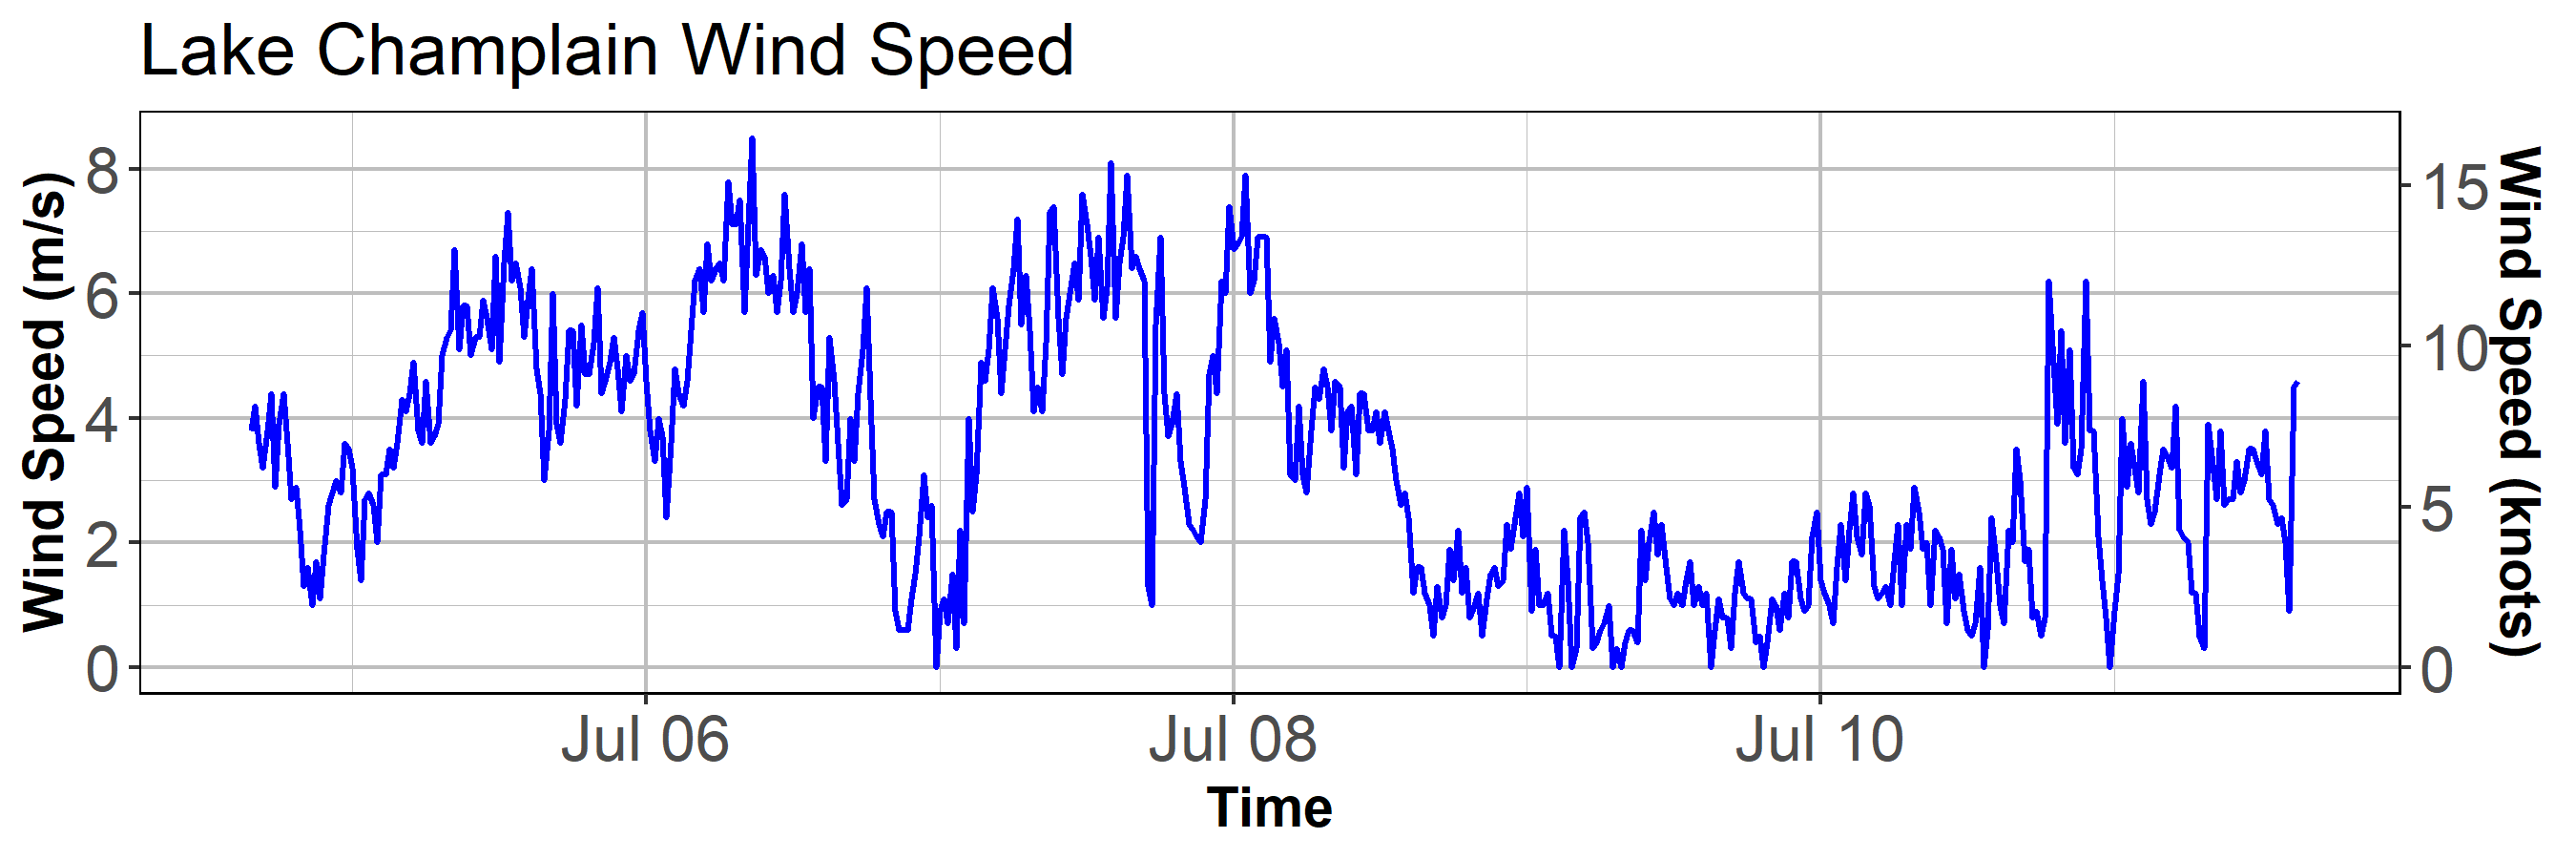 Lake Champlain Wind Speed
Wind Speed (m/s)
8
6
4
2
0
15
10
5
0
Wind Speed (knots)
Jul 06 Jul 08 Jul 10
Time